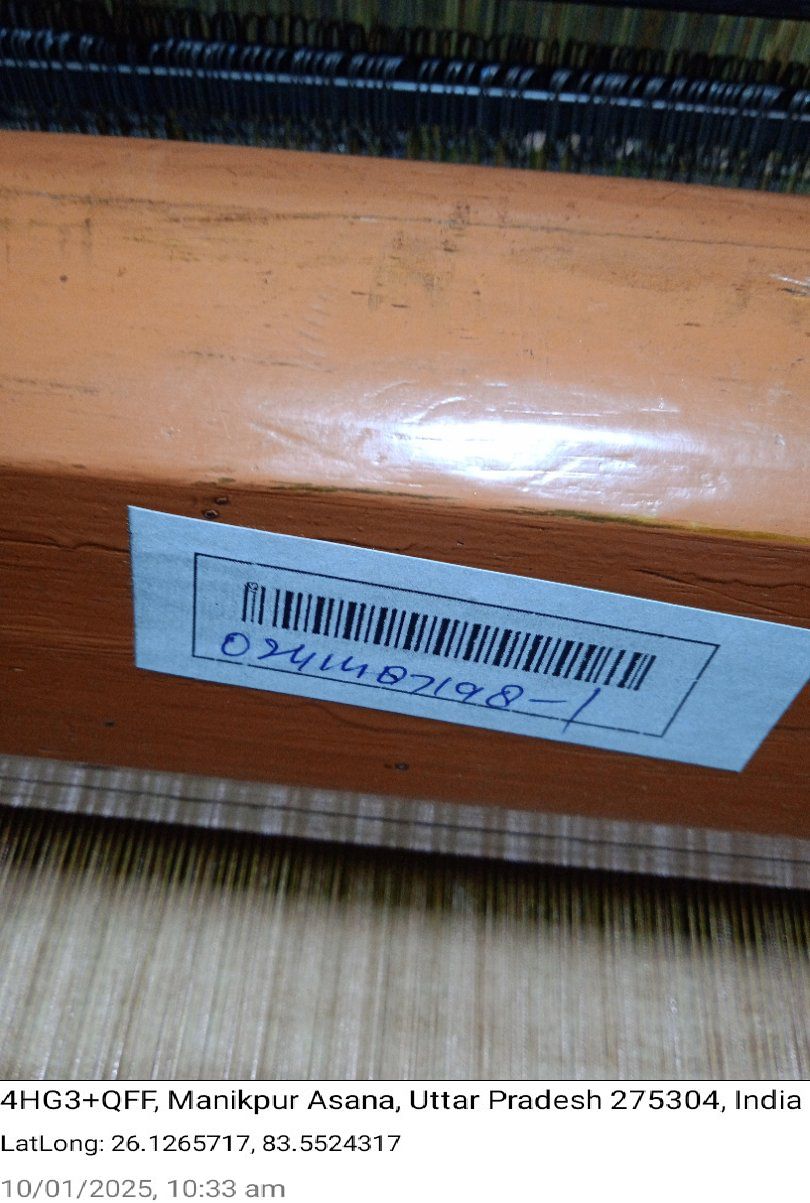 02414487198-1
4HG3+QFF, Manikpur Asana, Uttar Pradesh 275304, India
LatLong: 26.1265717, 83.5524317
10/01/2025, 10:33 am